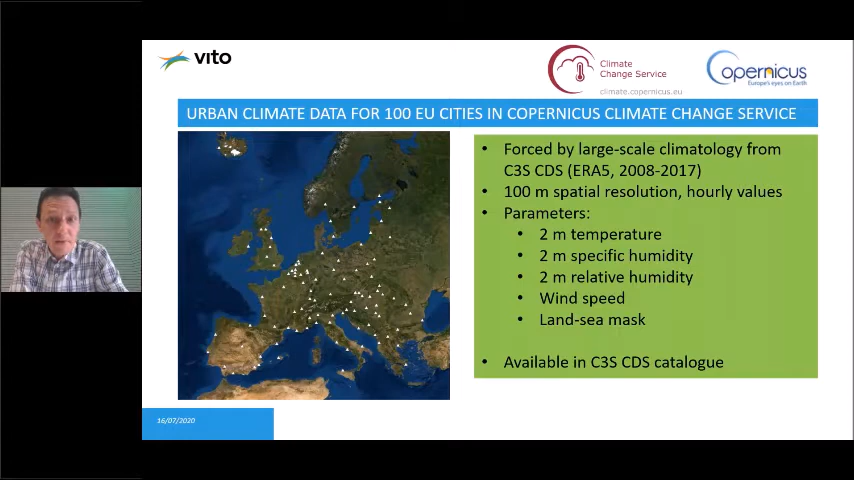 vito
Climate
Change Service
climate.copernicus.eu
opernicus
Europe's eyes on Earth
URBAN CLIMATE DATA FOR 100 EU CITIES IN COPERNICUS CLIMATE CHANGE SERVICE
• Forced by large-scale climatology from
C3S CDS (ERA5, 2008-2017)
• 100 m spatial resolution, hourly values
• Parameters:
• 2 m temperature
• 2 m specific humidity
• 2 m relative humidity
• Wind speed
• Land-sea mask
• Available in C3S CDS catalogue
16/07/2020